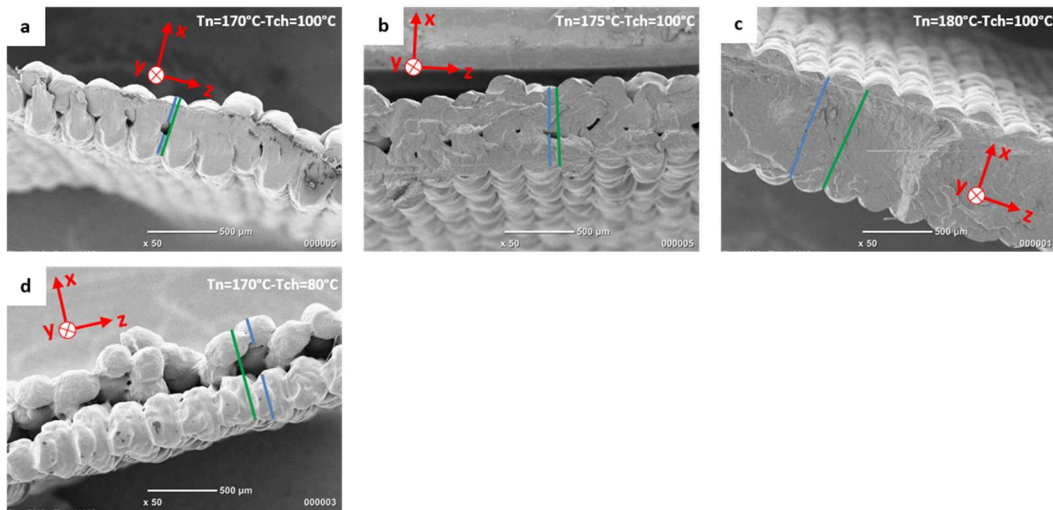 a
Tn=170°C-Tch=100°C
x
y
z
500 µm
x 50
000005
b
Tn=175°C-Tch=100°C
x
y
z
500 µm
x 50
000005
c
Tn=180°C-Tch=100°C
x
y
z
500 µm
x 50
000001
d
Tn=170°C-Tch=80°C
x
y
z
500 µm
x 50
000003